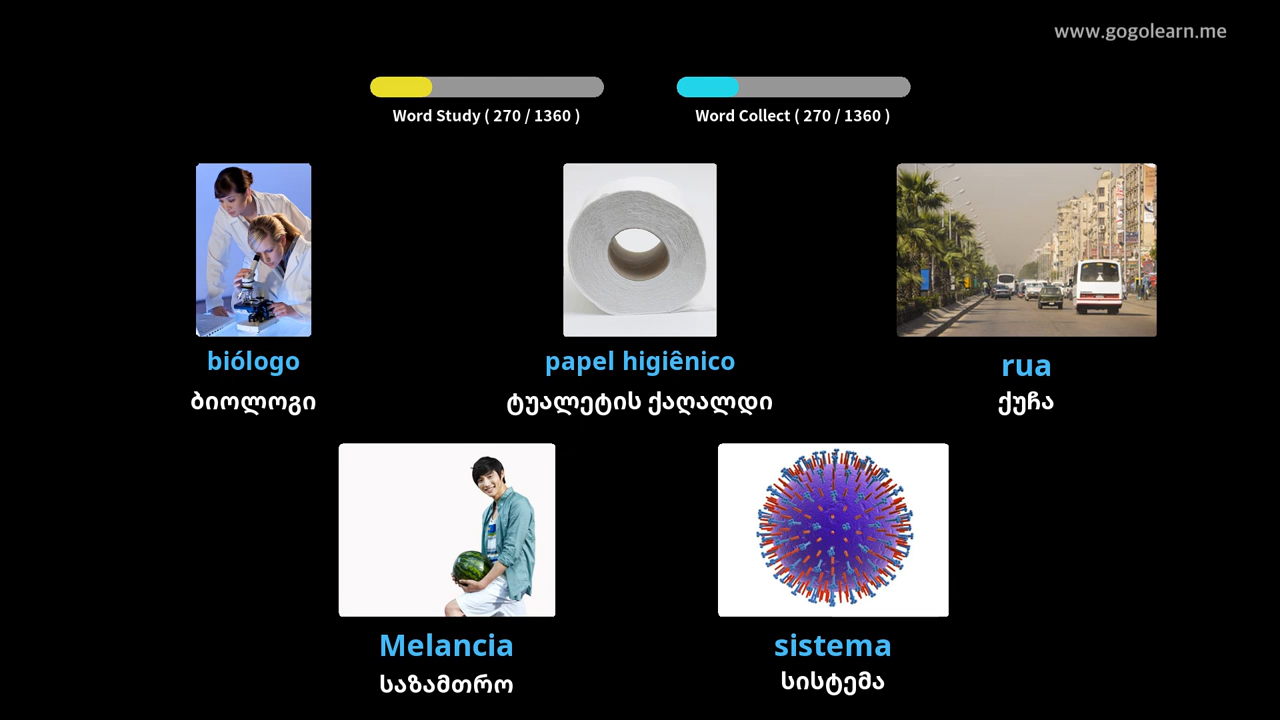 www.gogolearn.me
Word Study ( 270 / 1360 )
Word Collect ( 270 / 1360 )
biólogo
ბიოლოგი
papel higiênico
ტუალეტის ქაღალდი
rua
ქუჩა
Melancia
საზამთრო
sistema
სისტემა